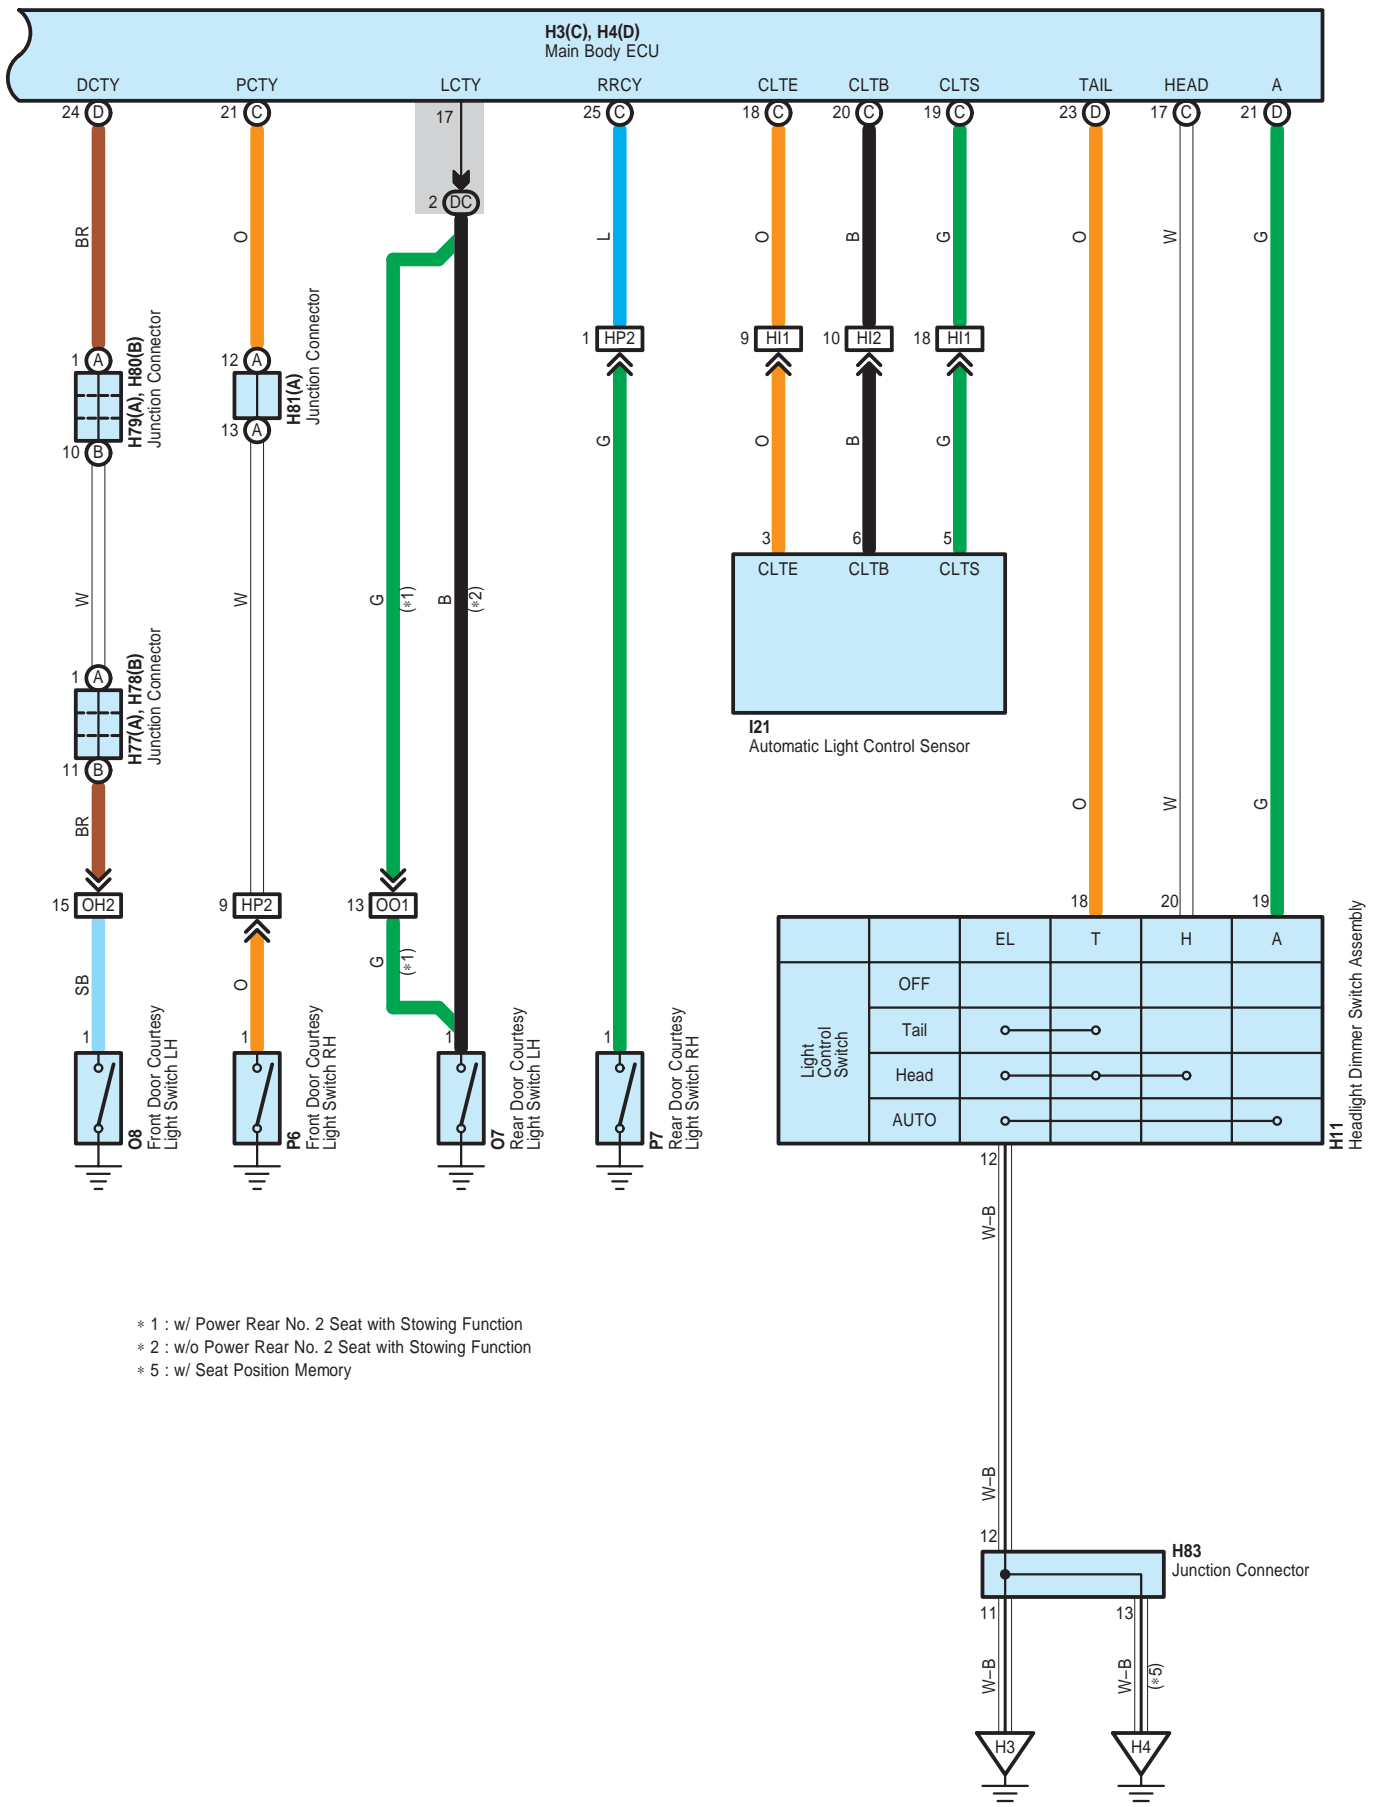 H3(C), H4(D)
Main Body ECU
DCTY PCTY LCTY RRCY CLTE CLTB CLTS TAIL HEAD A
24 D 21 C 17 25 C 18 C 20 C 19 C 23 D 17 C 21 D
2 DC
BR O L O B G O W G
1 HP2 9 HI1 10 HI2 18 HI1
1 A 12 A
H79(A), H80(B)
Junction Connector
H81(A)
Junction Connector
10 B 13 A
G O B G
3 6 5
CLTE CLTB CLTS
I21
Automatic Light Control Sensor
W W G (*1) B (*2)
1 A
H77(A), H78(B)
Junction Connector
11 B
BR O W G
15 OH2 9 HP2 13 OO1
SB O G (*1)
1 1 1 1
O8
Front Door Courtesy
Light Switch LH
P6
Front Door Courtesy
Light Switch RH
O7
Rear Door Courtesy
Light Switch LH
P7
Rear Door Courtesy
Light Switch RH
18 20 19
EL T H A
Light
Control
Switch
OFF
Tail
Head
AUTO
H11
Headlight Dimmer Switch Assembly
12
W–B
* 1 : w/ Power Rear No. 2 Seat with Stowing Function
* 2 : w/o Power Rear No. 2 Seat with Stowing Function
* 5 : w/ Seat Position Memory
W–B
12
H83
Junction Connector
11 13
W–B W–B (*5)
H3 H4